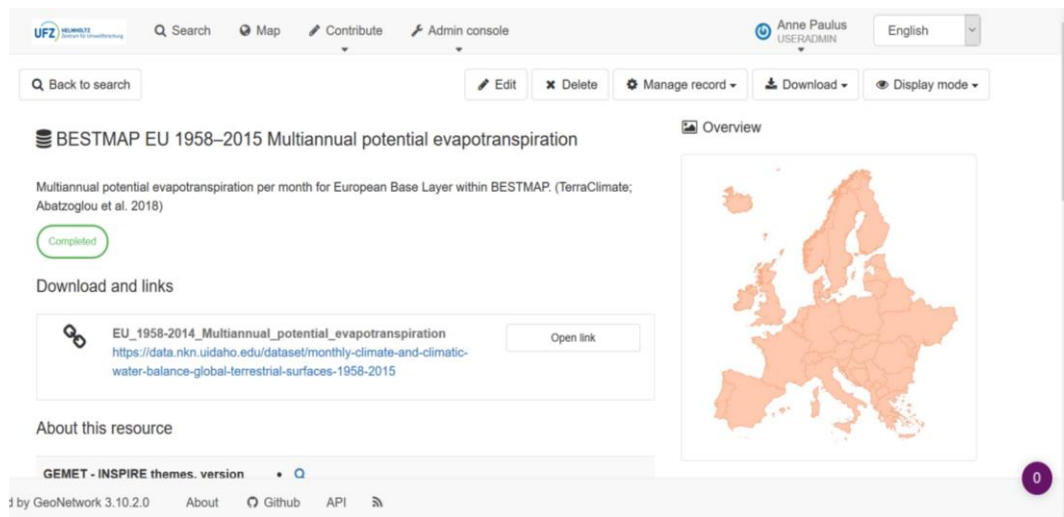 UFZ HELMHOLTZ
Zentrum für Umweltforschung
Search
Map
Contribute
Admin console
Anne Paulus
USERADMIN
English
Back to search
Edit
Delete
Manage record
Download
Display mode
BESTMAP EU 1958–2015 Multiannual potential evapotranspiration
Overview
Multiannual potential evapotranspiration per month for European Base Layer within BESTMAP. (TerraClimate;
Abatzoglou et al. 2018)
Completed
Download and links
EU_1958-2014_Multiannual_potential_evapotranspiration
Open link
https://data.nkn.uidaho.edu/dataset/monthly-climate-and-climatic-
water-balance-global-terrestrial-surfaces-1958-2015
About this resource
GEMET - INSPIRE themes, version
0
d by GeoNetwork 3.10.2.0
About
Github
API